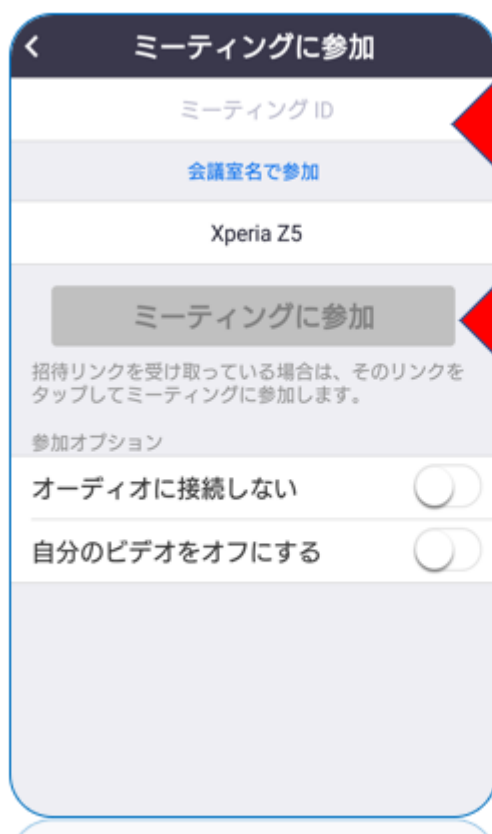 ミーティングに参加
ミーティング ID
会議室名で参加
Xperia Z5
ミーティングに参加
招待リンクを受け取っている場合は、そのリンクを
タップしてミーティングに参加します。
参加オプション
オーディオに接続しない
自分のビデオをオフにする